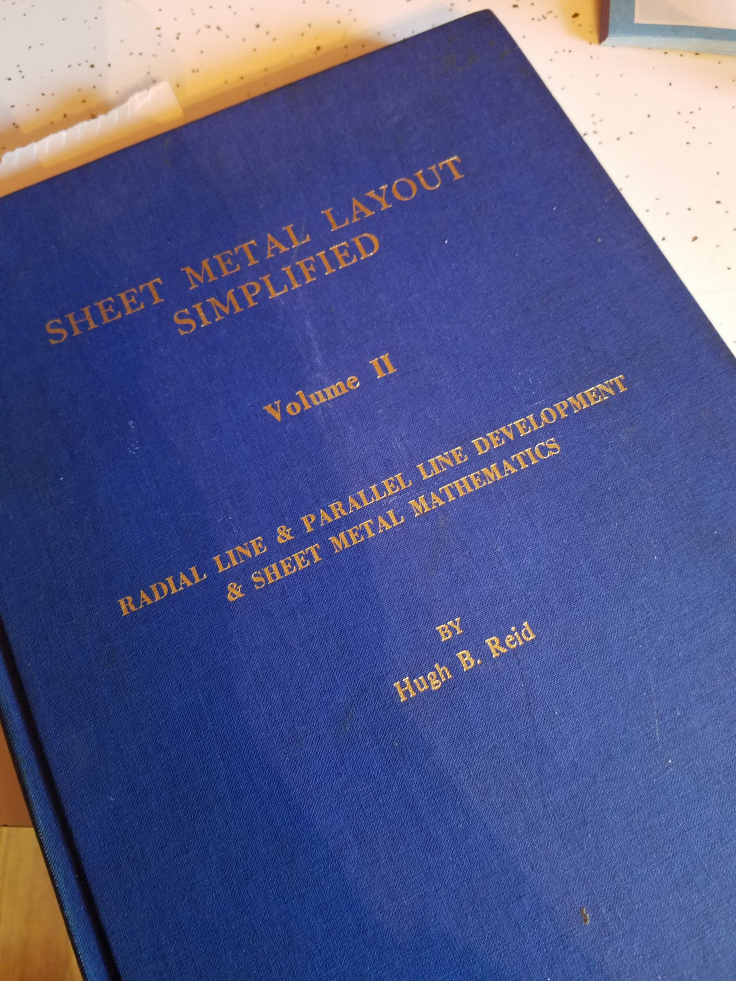 SHEET METAL LAYOUT
SIMPLIFIED
Volume II
RADIAL LINE & PARALLEL LINE DEVELOPMENT
& SHEET METAL MATHEMATICS
BY
Hugh B. Reid